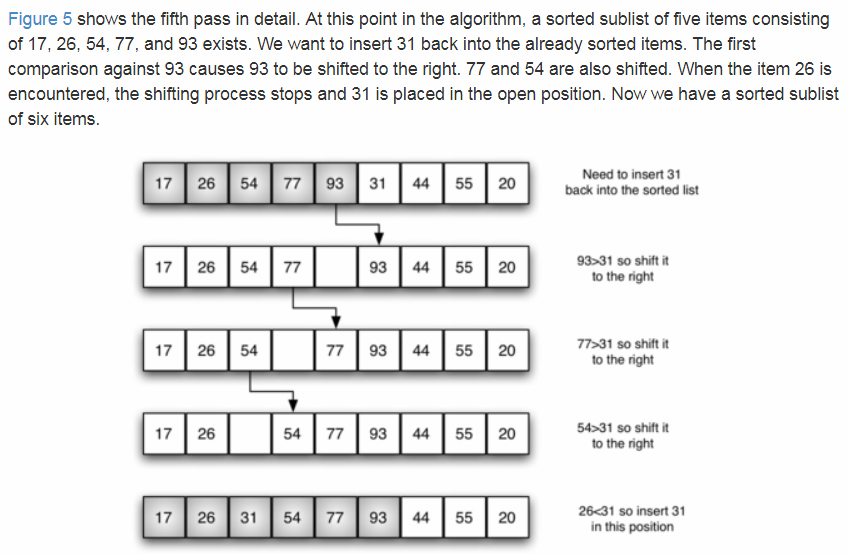 Figure 5 shows the fifth pass in detail. At this point in the algorithm, a sorted sublist of five items consisting
of 17, 26, 54, 77, and 93 exists. We want to insert 31 back into the already sorted items. The first
comparison against 93 causes 93 to be shifted to the right. 77 and 54 are also shifted. When the item 26 is
encountered, the shifting process stops and 31 is placed in the open position. Now we have a sorted sublist
of six items.
17 26 54 77 93 31 44 55 20
Need to insert 31
back into the sorted list
17 26 54 77 93 44 55 20
93>31 so shift it
to the right
17 26 54 77 93 44 55 20
77>31 so shift it
to the right
17 26 54 77 93 44 55 20
54>31 so shift it
to the right
17 26 31 54 77 93 44 55 20
26<31 so insert 31
in this position